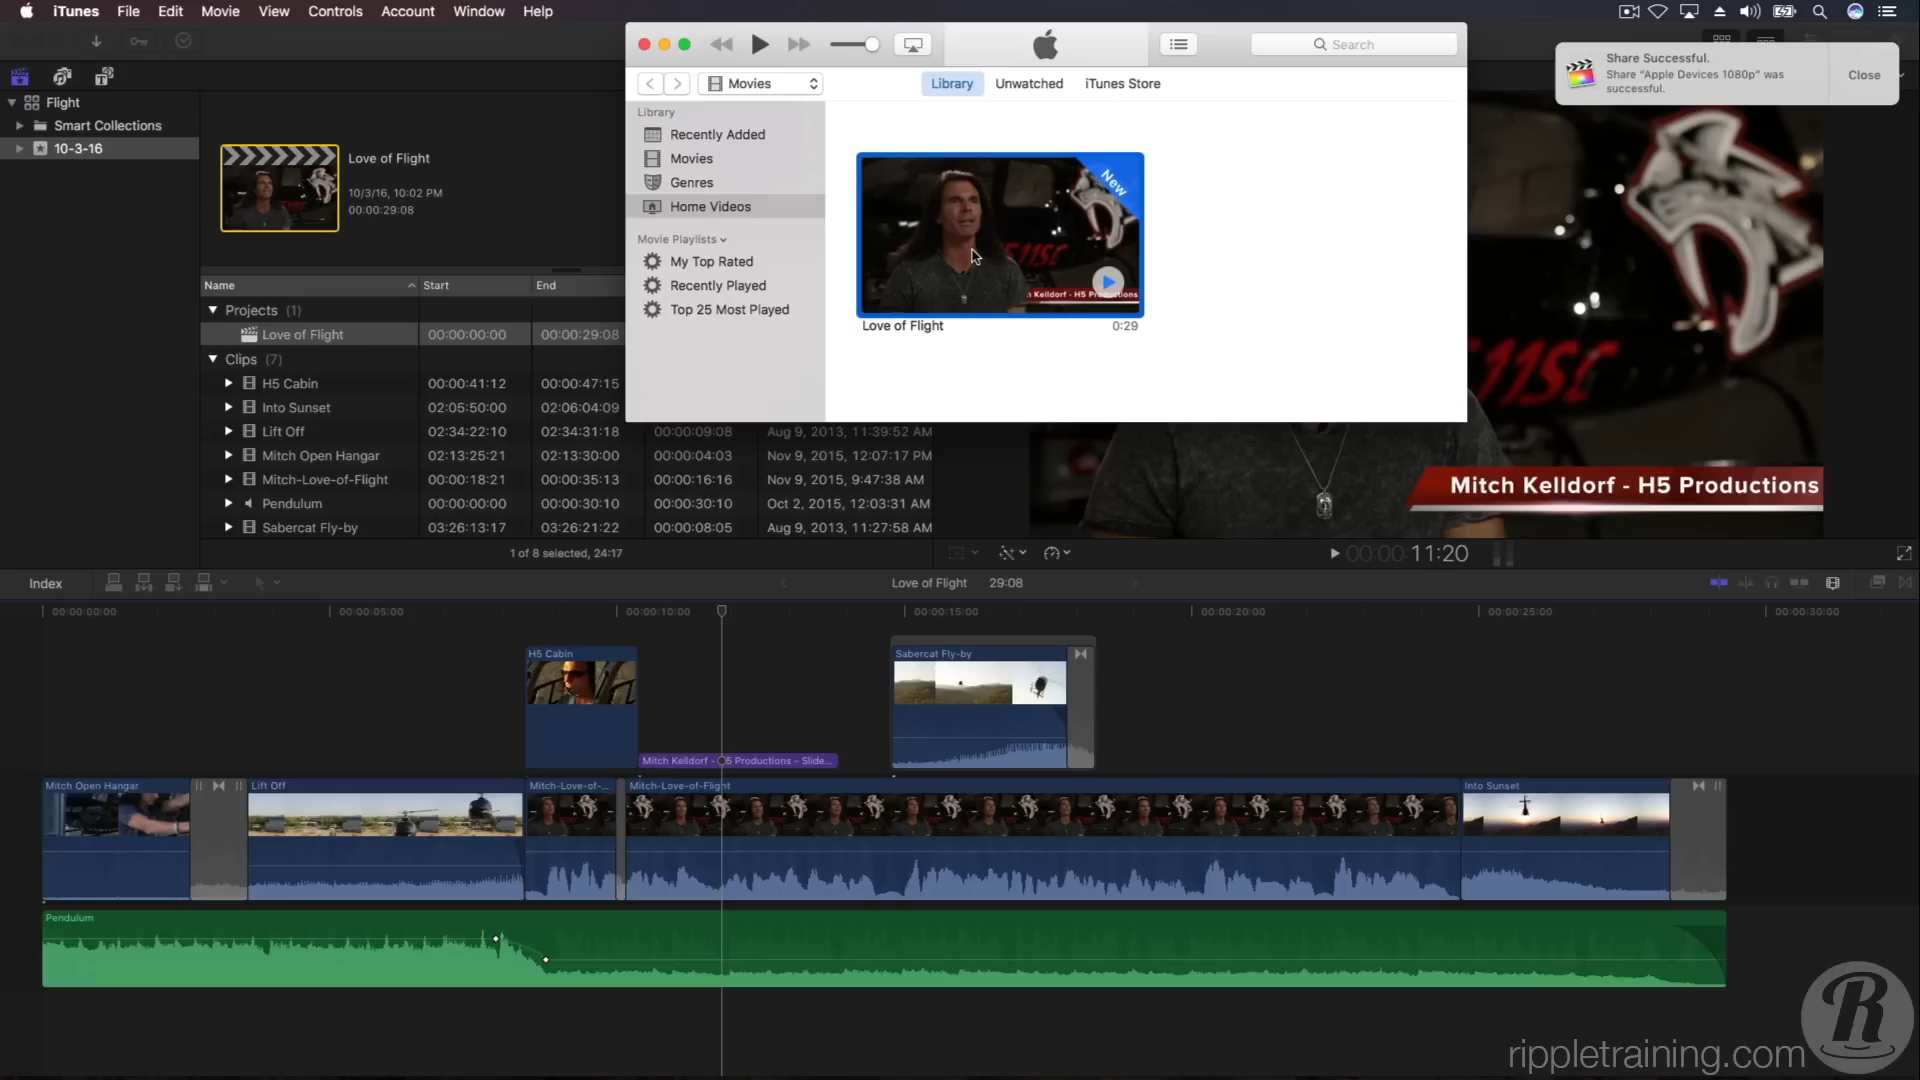 iTunes File Edit Movie View Controls Account Window Help
Search
Share Successful.
Share "Apple Devices 1080p" was
successful.
Close
Movies
Library Unwatched iTunes Store
Flight
Smart Collections
10-3-16
Love of Flight
10/3/16, 10:02 PM
00:00:29:08
Library
Recently Added
Movies
Genres
Home Videos
Movie Playlists
My Top Rated
Recently Played
Top 25 Most Played
New
Love of Flight 0:29
Name Start End
Projects (1)
Love of Flight 00:00:00:00 00:00:29:08
Clips (7)
H5 Cabin 00:00:41:12 00:00:47:15
Into Sunset 02:05:50:00 02:06:04:09
Lift Off 02:34:22:10 02:34:31:18 00:00:09:08 Aug 9, 2013, 11:39:52 AM
Mitch Open Hangar 02:13:25:21 02:13:30:00 00:00:04:03 Nov 9, 2015, 12:07:17 PM
Mitch-Love-of-Flight 00:00:18:21 00:00:35:13 00:00:16:16 Nov 9, 2015, 9:47:38 AM
Pendulum 00:00:00:00 00:00:30:10 00:00:30:10 Oct 2, 2015, 12:03:31 AM
Sabercat Fly-by 03:26:13:17 03:26:21:22 00:00:08:05 Aug 9, 2013, 11:27:58 AM
Mitch Kelldorf - H5 Productions
1 of 8 selected, 24:17
00:00:11:20
Index
Love of Flight 29:08
00:00:00:00 00:00:05:00 00:00:10:00 00:00:15:00 00:00:20:00 00:00:25:00 00:00:30:00
H5 Cabin
Sabercat Fly-by
Mitch Kelldorf - H5 Productions - Slide...
Mitch Open Hangar Lift Off Mitch-Love-of-... Mitch-Love-of-Flight Into Sunset
Pendulum
R
rippletraining.com